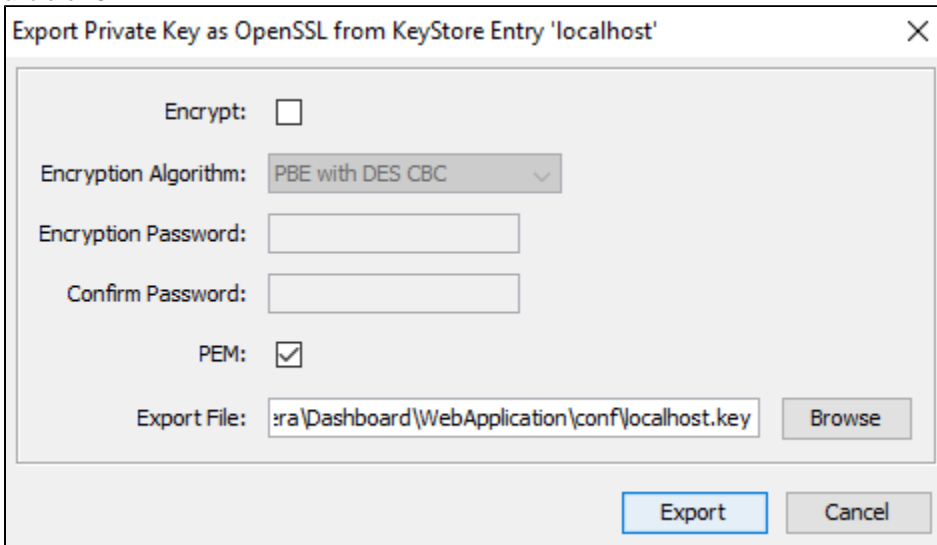 Export Private Key as OpenSSL from KeyStore Entry 'localhost'
Encrypt:
Encryption Algorithm: PBE with DES CBC
Encryption Password:
Confirm Password:
PEM:
Export File: era\Dashboard\WebApplication\conf\localhost.key Browse
Export Cancel